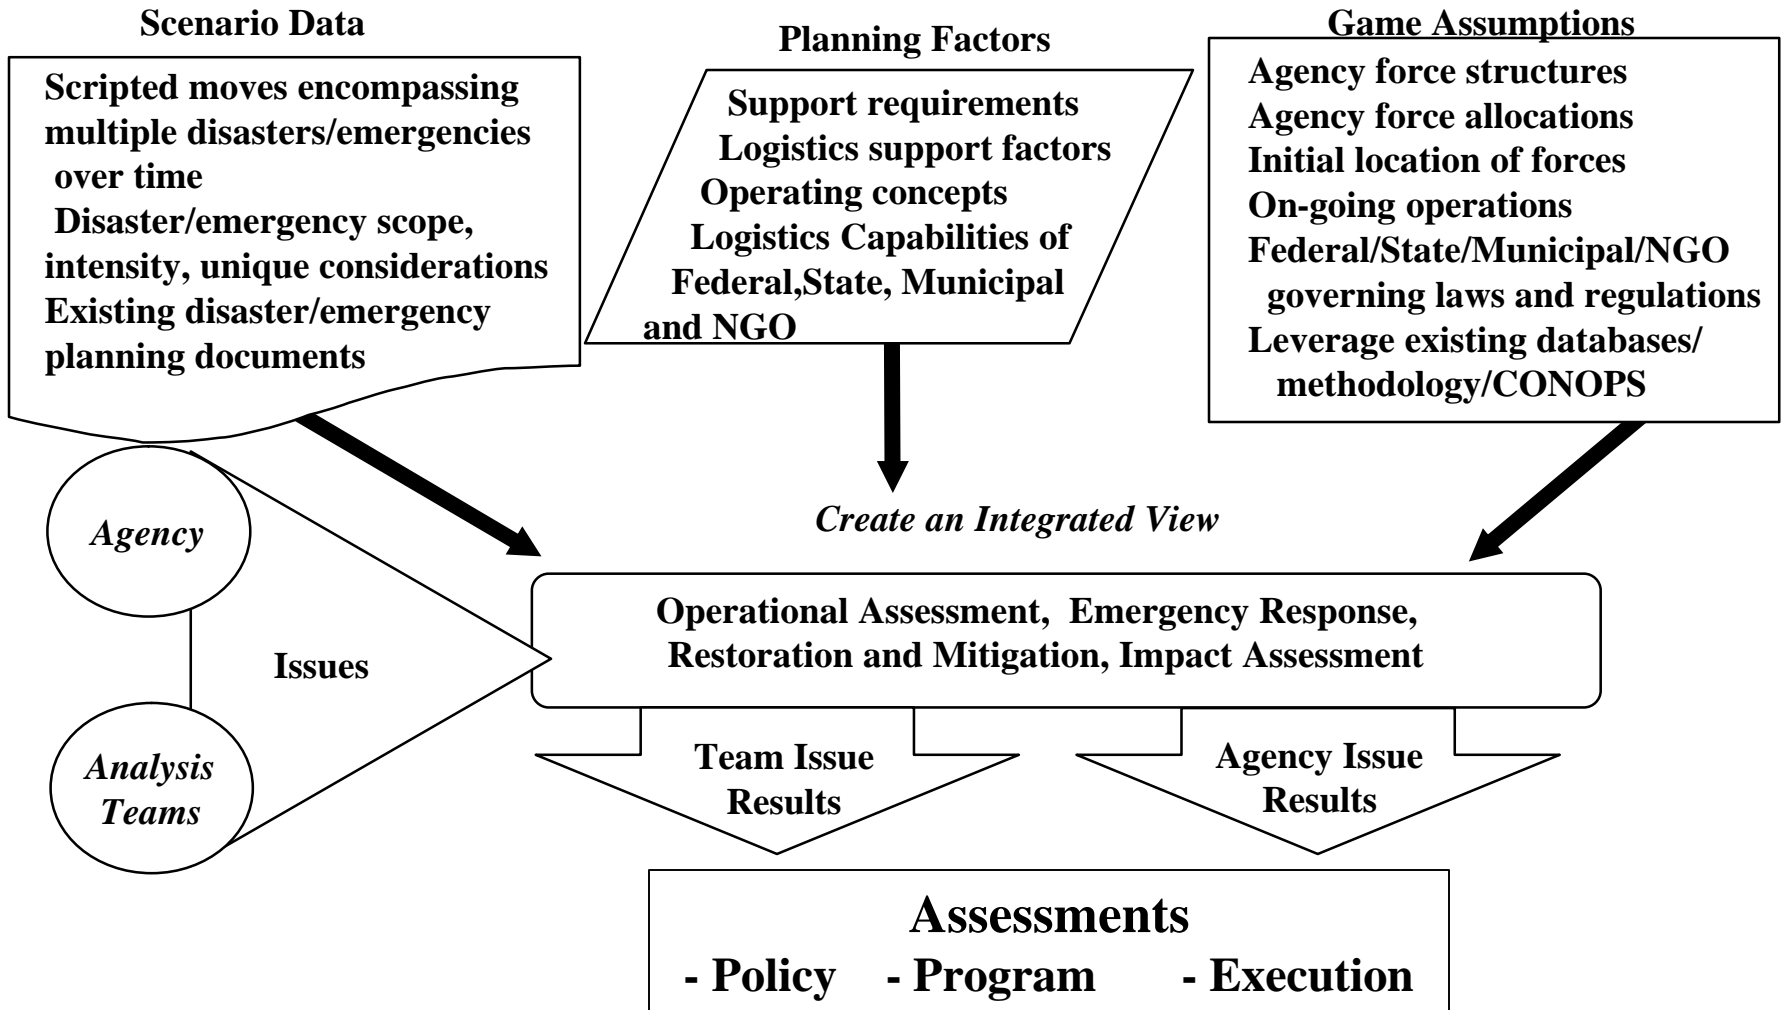 Scenario Data
Scripted moves encompassing
multiple disasters/emergencies
over time
Disaster/emergency scope,
intensity, unique considerations
Existing disaster/emergency
planning documents
Planning Factors
Support requirements
Logistics support factors
Operating concepts
Logistics Capabilities of
Federal,State, Municipal
and NGO
Game Assumptions
Agency force structures
Agency force allocations
Initial location of forces
On-going operations
Federal/State/Municipal/NGO
governing laws and regulations
Leverage existing databases/
methodology/CONOPS
Agency
Issues
Analysis
Teams
Create an Integrated View
Operational Assessment,  Emergency Response,
Restoration and Mitigation, Impact Assessment
Team Issue
Results
Agency Issue
Results
Assessments
- Policy - Program - Execution